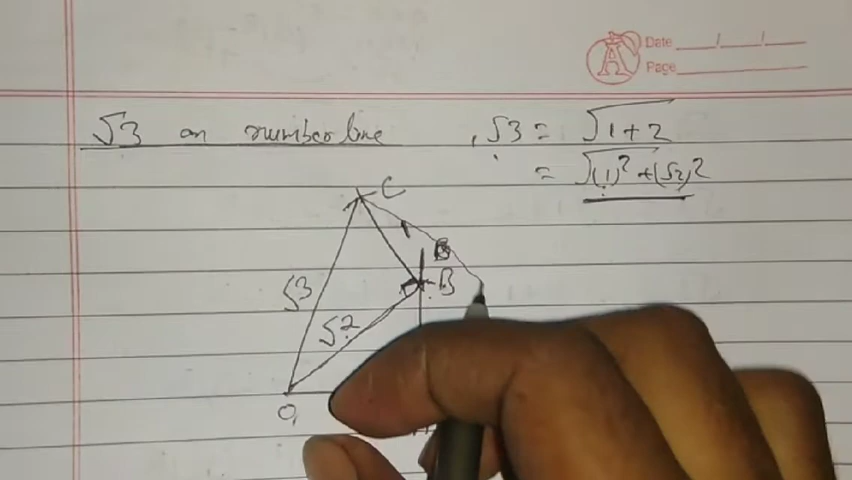 Date
Page
√3 on number line
, √3 = √1+2
= √(1)²+(√2)²
C
1
B
√3
√2
O